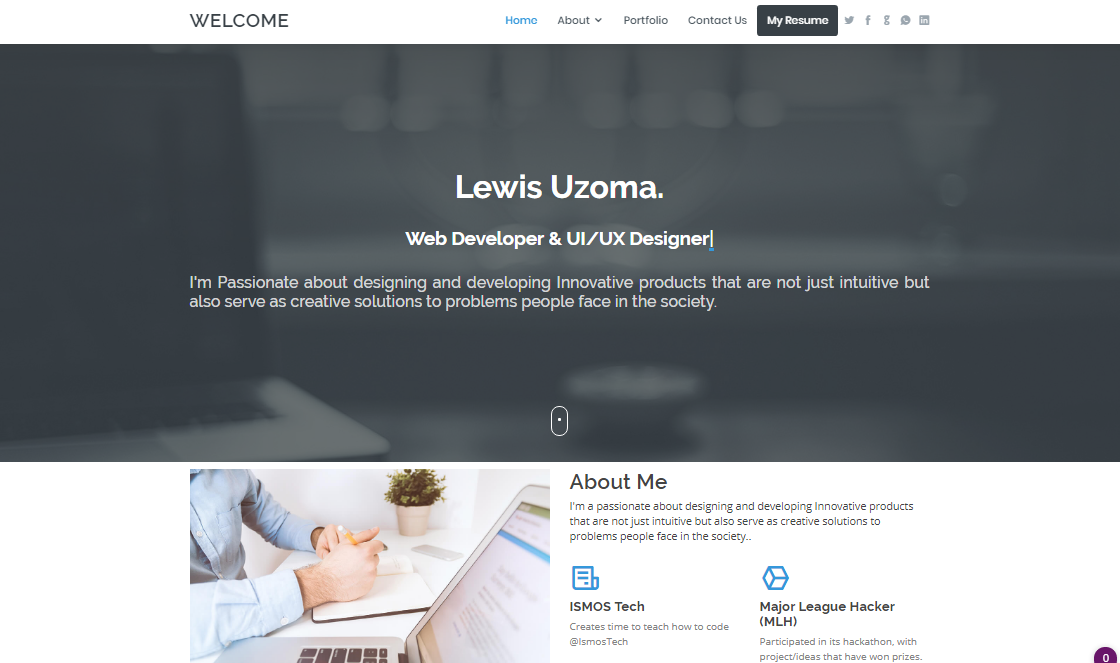 WELCOME
Home About Portfolio Contact Us My Resume
Lewis Uzoma.
Web Developer & UI/UX Designer|
I'm Passionate about designing and developing Innovative products that are not just intuitive but
also serve as creative solutions to problems people face in the society.
About Me
I'm a passionate about designing and developing Innovative products
that are not just intuitive but also serve as creative solutions to
problems people face in the society..
ISMOS Tech
Creates time to teach how to code
@IsmosTech
Major League Hacker
(MLH)
Participated in its hackathon, with
project/ideas that have won prizes.
0